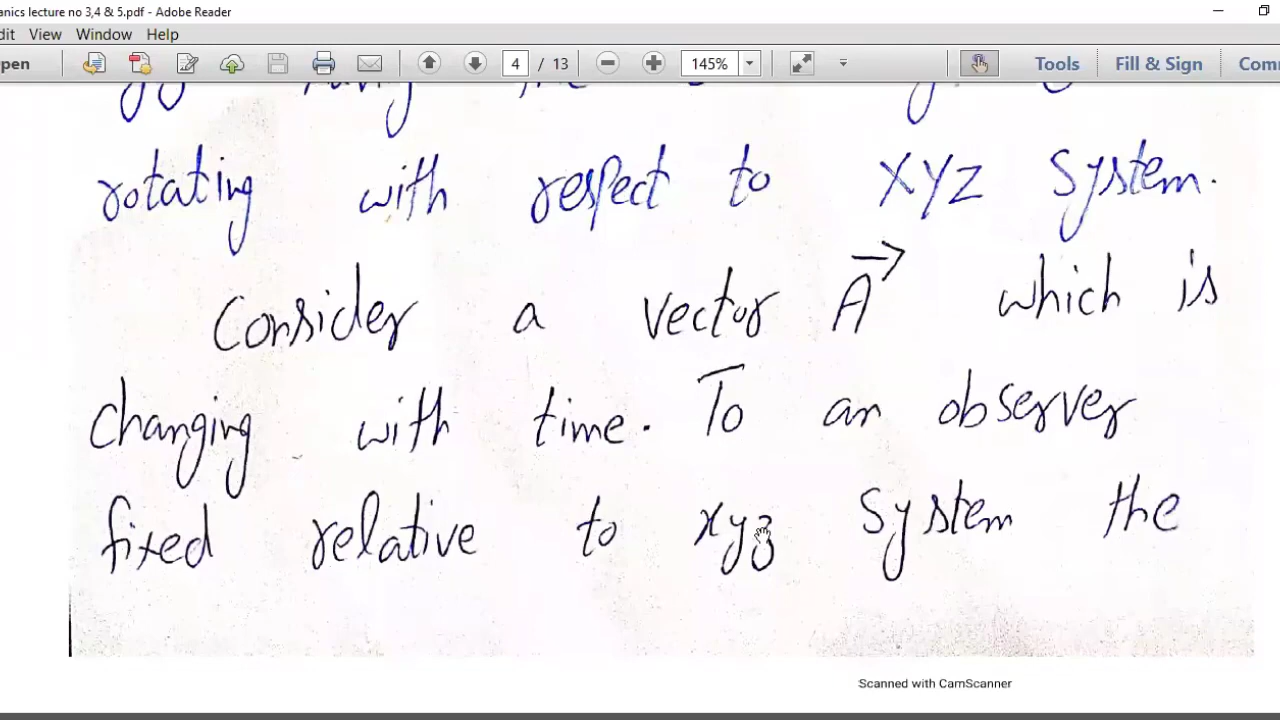 anics lecture no 3,4 & 5.pdf - Adobe Reader
dit View Window Help
pen 4 / 13 145% Tools Fill & Sign Com
rotating with respect to XYZ system.
Consider a vector A⃗ which is
changing with time. To an observer
fixed relative to xyz system the
Scanned with CamScanner